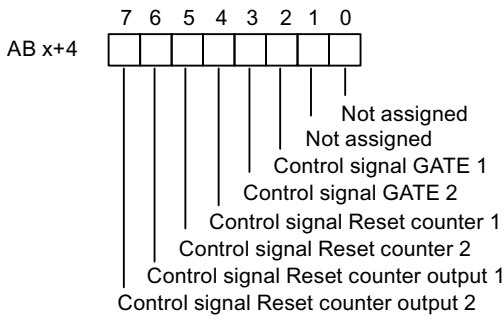 7 6 5 4 3 2 1 0
AB x+4
Not assigned
Not assigned
Control signal GATE 1
Control signal GATE 2
Control signal Reset counter 1
Control signal Reset counter 2
Control signal Reset counter output 1
Control signal Reset counter output 2